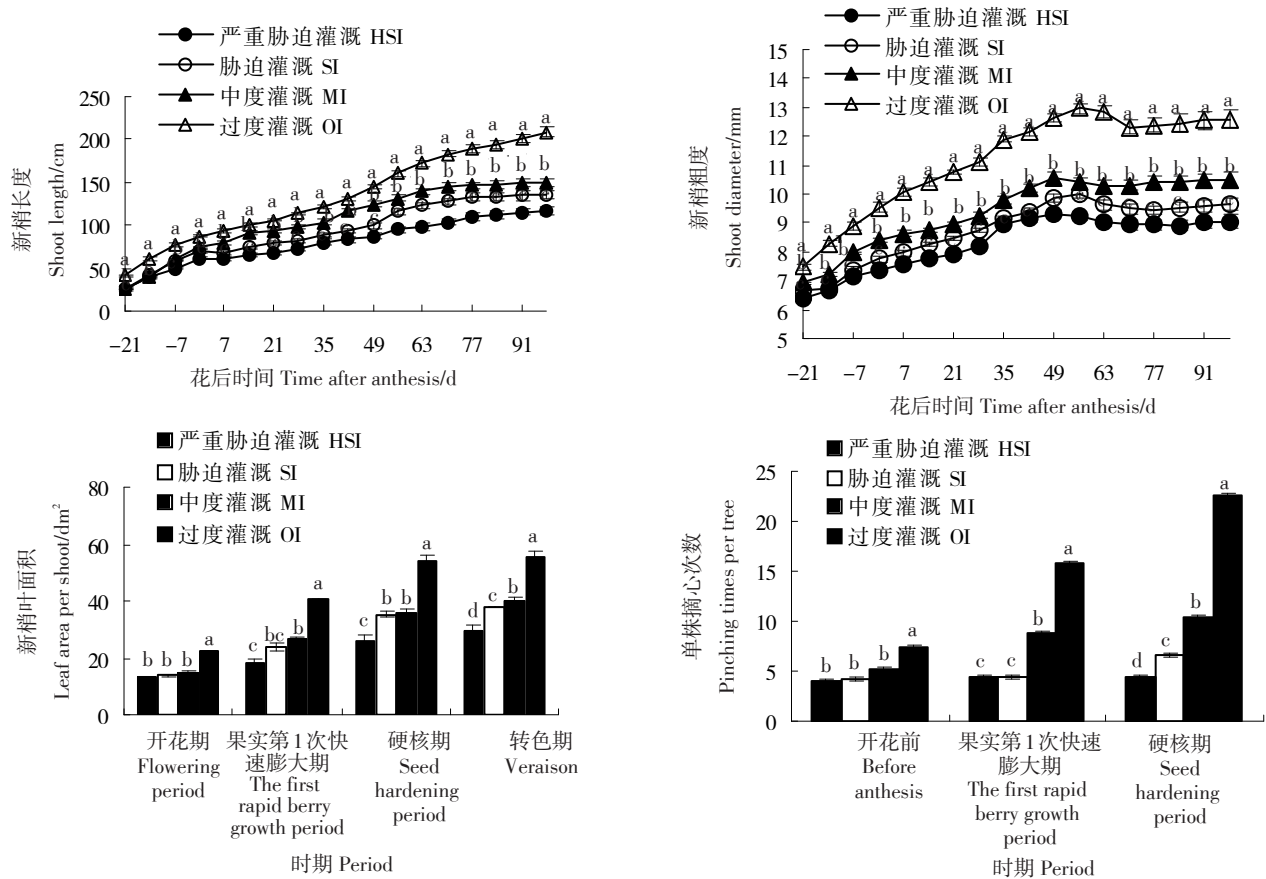 严重胁迫灌溉 HSI
胁迫灌溉 SI
中度灌溉 MI
过度灌溉 OI
250
200
150
100
50
0
新梢长度
Shoot length/cm
a a a a a a a a a a a a a a a a a a
b b b b b b b b
–21 –7 7 21 35 49 63 77 91
花后时间 Time after anthesis/d
严重胁迫灌溉 HSI
胁迫灌溉 SI
中度灌溉 MI
过度灌溉 OI
15
14
13
12
11
10
9
8
7
6
5
新梢粗度
Shoot diameter/mm
a a a a a a a a a a a a a a a a a a
b b b b b b b b b b b b b b b b b b
–21 –7 7 21 35 49 63 77 91
花后时间 Time after anthesis/d
严重胁迫灌溉 HSI
胁迫灌溉 SI
中度灌溉 MI
过度灌溉 OI
80
60
40
20
0
新梢叶面积
Leaf area per shoot/dm²
b b b a
c bc b a
c b b a
d c b a
开花期
Flowering
period
果实第1次快
速膨大期
The first
rapid berry
growth period
硬核期
Seed
hardening
period
转色期
Veraison
时期 Period
严重胁迫灌溉 HSI
胁迫灌溉 SI
中度灌溉 MI
过度灌溉 OI
25
20
15
10
5
0
单株摘心次数
Pinching times per tree
b b b a
c c b a
d c b a
开花前
Before
anthesis
果实第1次快速
膨大期
The first rapid
berry growth
period
硬核期
Seed
hardening
period
时期 Period